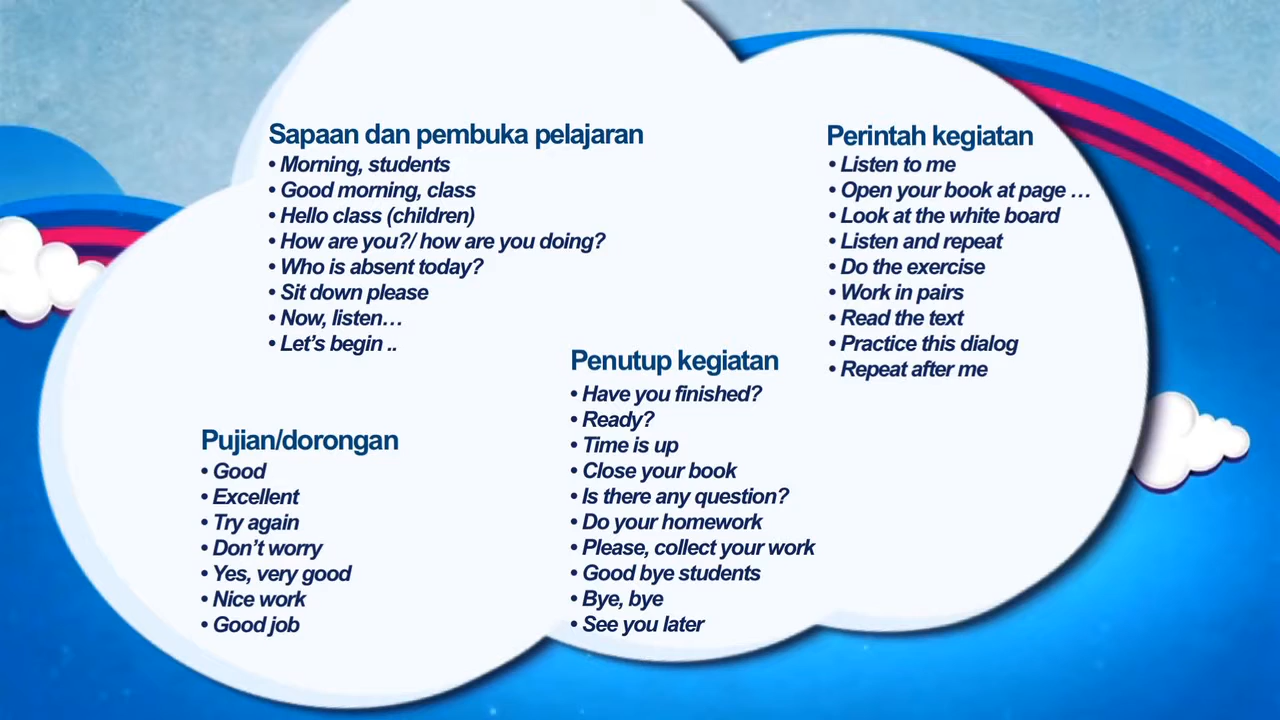 Sapaan dan pembuka pelajaran
• Morning, students
• Good morning, class
• Hello class (children)
• How are you?/ how are you doing?
• Who is absent today?
• Sit down please
• Now, listen…
• Let’s begin ..
Perintah kegiatan
• Listen to me
• Open your book at page …
• Look at the white board
• Listen and repeat
• Do the exercise
• Work in pairs
• Read the text
• Practice this dialog
• Repeat after me
Pujian/dorongan
• Good
• Excellent
• Try again
• Don’t worry
• Yes, very good
• Nice work
• Good job
Penutup kegiatan
• Have you finished?
• Ready?
• Time is up
• Close your book
• Is there any question?
• Do your homework
• Please, collect your work
• Good bye students
• Bye, bye
• See you later